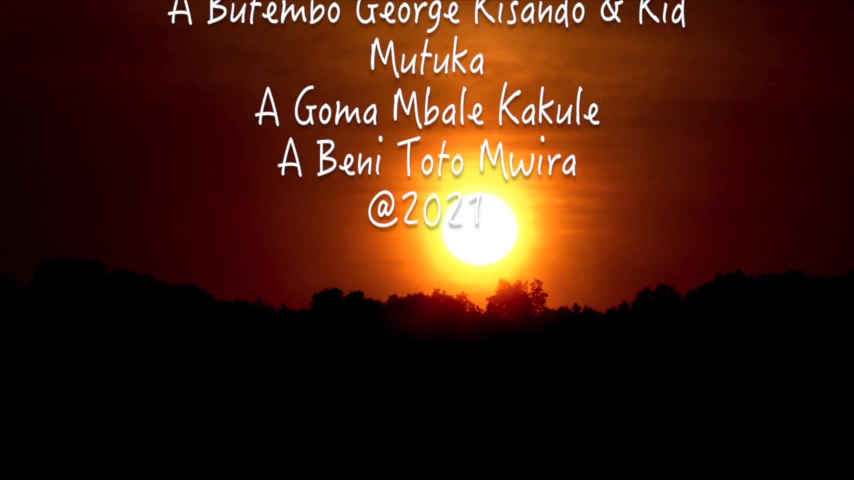 A Butembo George Kisando & Kid
Mutuka
A Goma Mbale Kakule
A Beni Toto Mwira
@2021